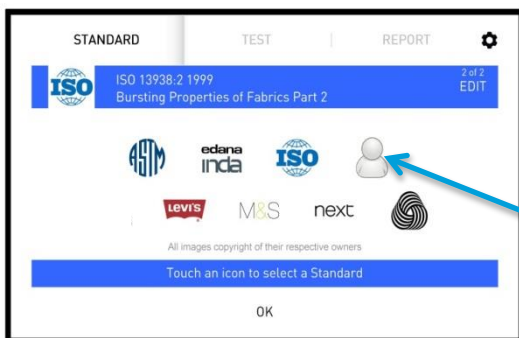 STANDARD TEST REPORT
ISO
ISO 13938:2 1999
Bursting Properties of Fabrics Part 2
2 of 2
EDIT
ASTM
edana
inda
ISO
LEVI'S
M&S
next
All images copyright of their respective owners
Touch an icon to select a Standard
OK